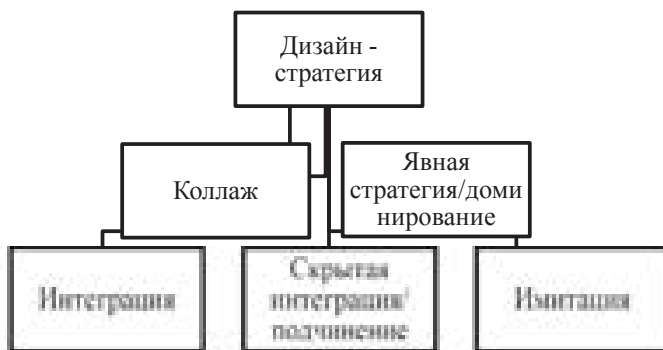 Дизайн -
стратегия
Коллаж
Явная
стратегия/доми
нирование
Интеграция
Скрытая
интеграция/
подчинение
Имитация